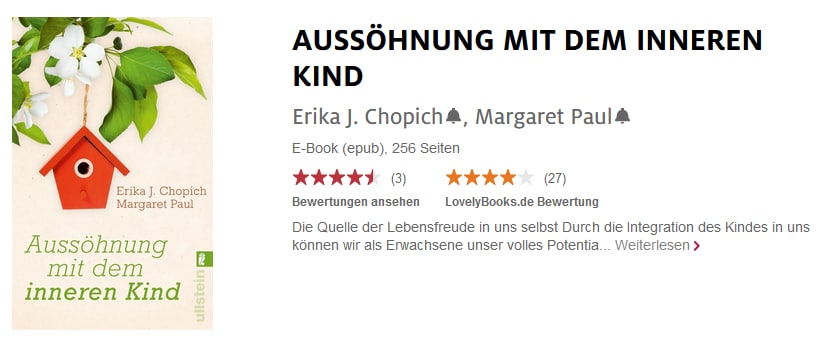 Erika J. Chopich
Margaret Paul
Aussöhnung
mit dem
inneren Kind
ullstein
AUSSÖHNUNG MIT DEM INNEREN
KIND
Erika J. Chopich, Margaret Paul
E-Book (epub), 256 Seiten
(3) (27)
Bewertungen ansehen LovelyBooks.de Bewertung
Die Quelle der Lebensfreude in uns selbst Durch die Integration des Kindes in uns
können wir als Erwachsene unser volles Potentia... Weiterlesen